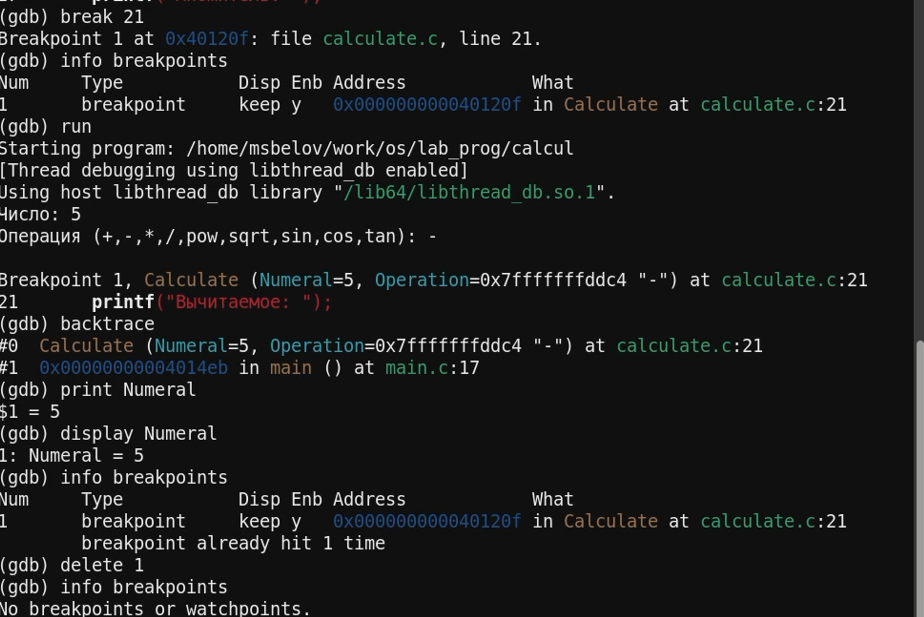 (gdb) break 21
Breakpoint 1 at 0x40120f: file calculate.c, line 21.
(gdb) info breakpoints
Num     Type           Disp Enb Address            What
1       breakpoint     keep y   0x000000000040120f in Calculate at calculate.c:21
(gdb) run
Starting program: /home/msbelov/work/os/lab_prog/calcul
[Thread debugging using libthread_db enabled]
Using host libthread_db library "/lib64/libthread_db.so.1".
Число: 5
Операция (+,-,*,/,pow,sqrt,sin,cos,tan): -
Breakpoint 1, Calculate (Numeral=5, Operation=0x7fffffffddc4 "-") at calculate.c:21
21       printf("Вычитаемое: ");
(gdb) backtrace
#0  Calculate (Numeral=5, Operation=0x7fffffffddc4 "-") at calculate.c:21
#1  0x00000000004014eb in main () at main.c:17
(gdb) print Numeral
$1 = 5
(gdb) display Numeral
1: Numeral = 5
(gdb) info breakpoints
Num     Type           Disp Enb Address            What
1       breakpoint     keep y   0x000000000040120f in Calculate at calculate.c:21
        breakpoint already hit 1 time
(gdb) delete 1
(gdb) info breakpoints
No breakpoints or watchpoints.